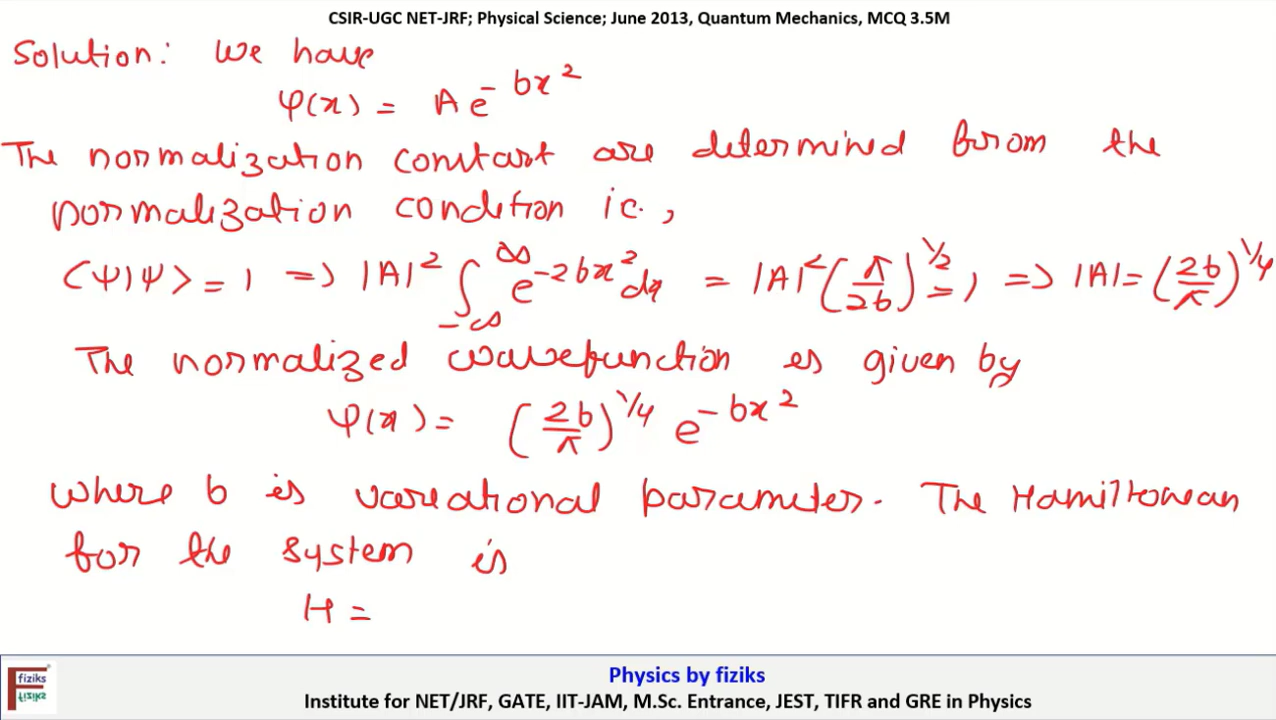 CSIR-UGC NET-JRF; Physical Science; June 2013, Quantum Mechanics, MCQ 3.5M
Solution: We have
ψ(x) = A e^{-bx²}
The normalization constant are determined from the
normalization condition ie.,
⟨ψ|ψ⟩ = 1 ⇒ |A|² ∫_{-∞}^{∞} e^{-2bx²} dx = |A|² (π/2b)^{1/2} = 1 ⇒ |A| = (2b/π)^{1/4}
The normalized wavefunction is given by
ψ(x) = (2b/π)^{1/4} e^{-bx²}
where b is variational parameter. The Hamiltonian
for the system is
H =
fiziks
Physics by fiziks
Institute for NET/JRF, GATE, IIT-JAM, M.Sc. Entrance, JEST, TIFR and GRE in Physics